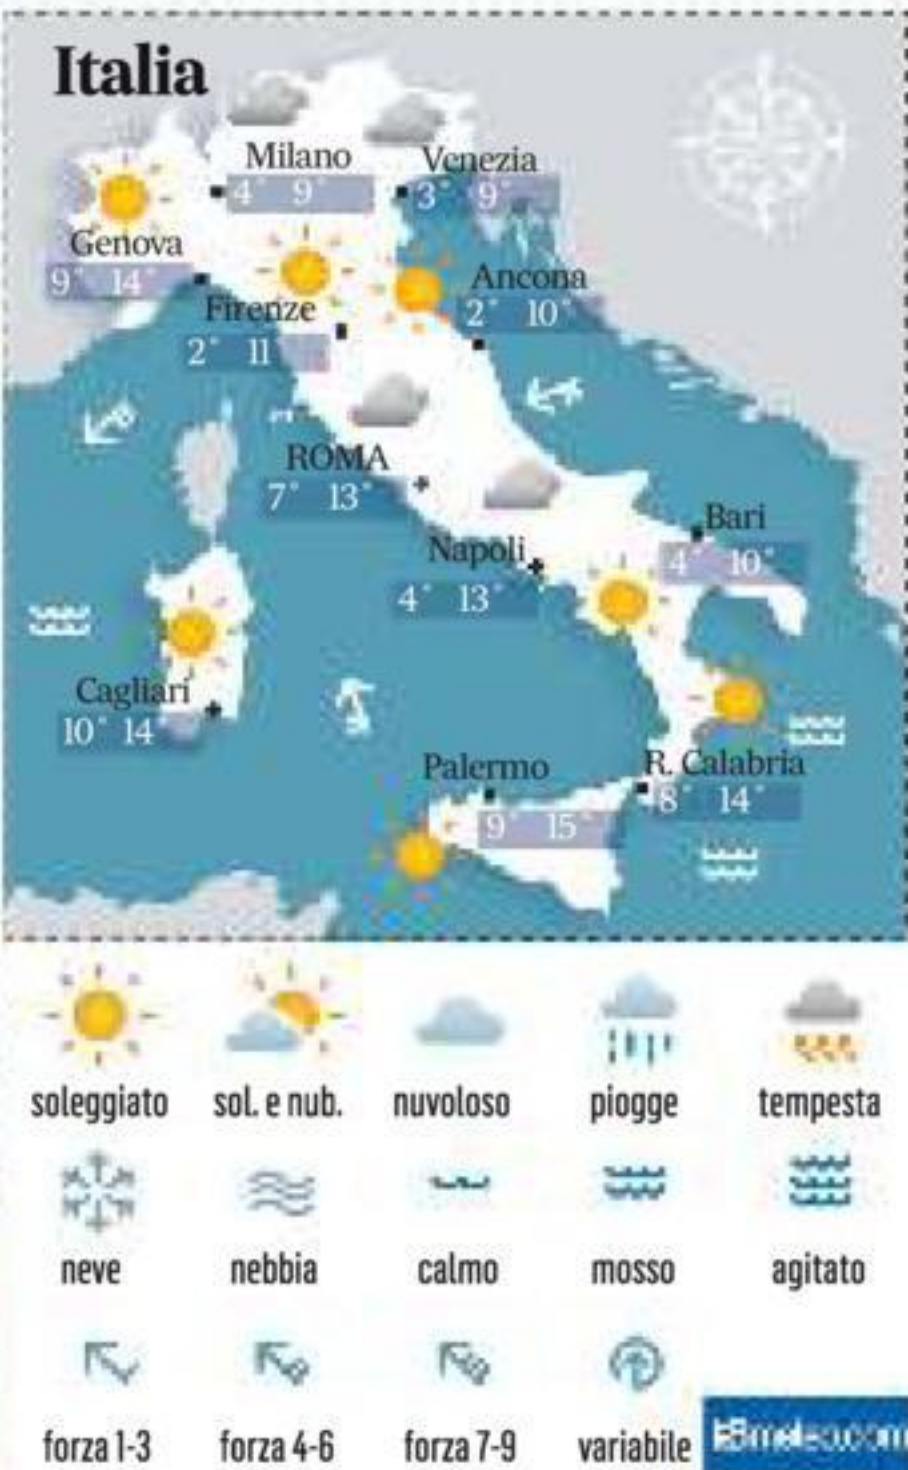 Italia
Milano
4° 9°
Venezia
3° 9°
Genova
9° 14°
Firenze
2° 11
Ancona
2° 10°
ROMA
7° 13°
Napoli
4° 13°
Bari
4° 10°
Cagliari
10° 14
Palermo
9° 15°
R. Calabria
8° 14°
soleggiato sol. e nub. nuvoloso piogge tempesta
neve nebbia calmo mosso agitato
forza 1-3 forza 4-6 forza 7-9 variabile